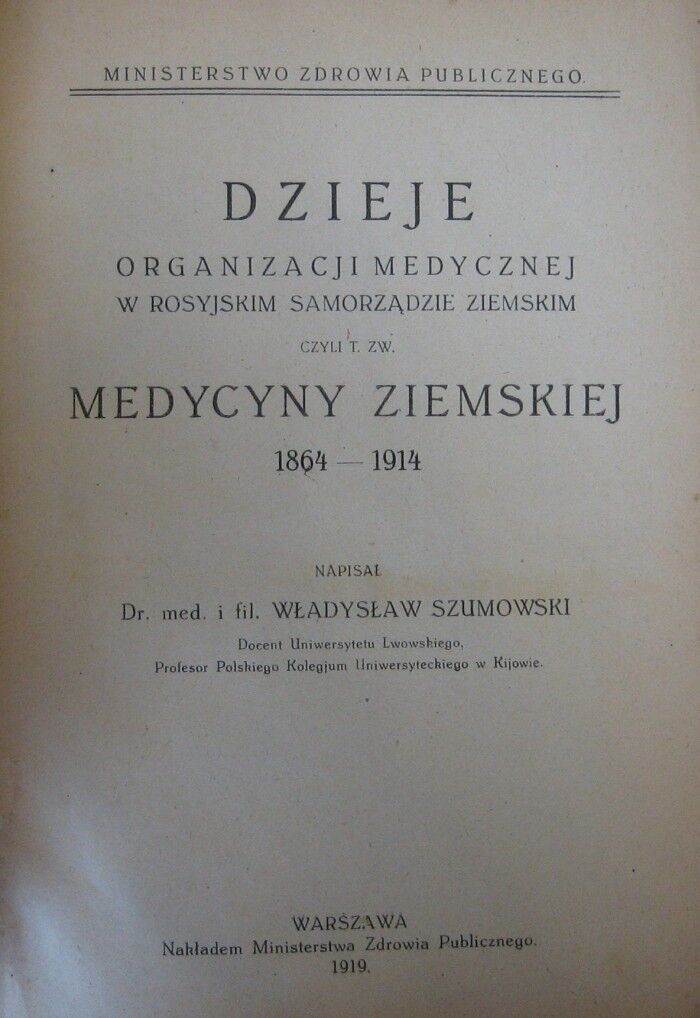 MINISTERSTWO ZDROWIA PUBLICZNEGO.
DZIEJE
ORGANIZACJI MEDYCZNEJ
W ROSYJSKIM SAMORZĄDZIE ZIEMSKIM
CZYLI T. ZW.
MEDYCYNY ZIEMSKIEJ
1864 — 1914
NAPISAŁ
Dr. med. i fil. WŁADYSŁAW SZUMOWSKI
Docent Uniwersytetu Lwowskiego,
Profesor Polskiego Kolegjum Uniwersyteckiego w Kijowie.
WARSZAWA
Nakładem Ministerstwa Zdrowia Publicznego.
1919.